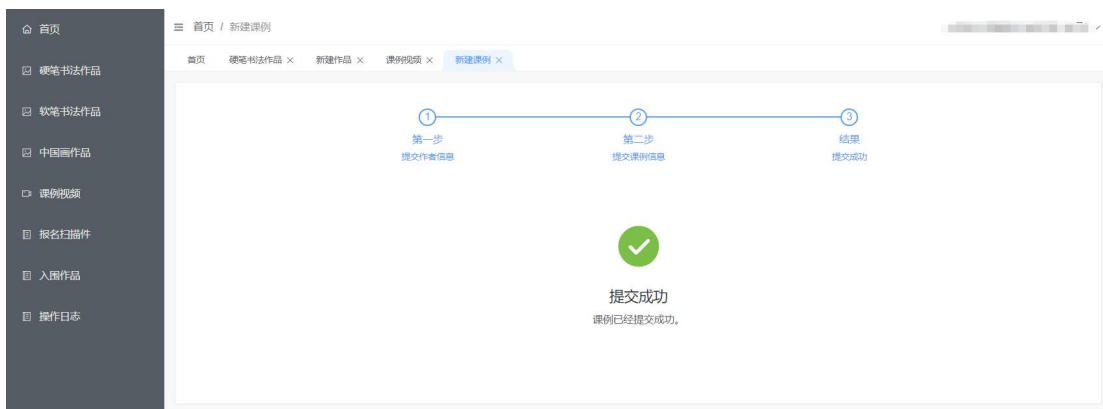 首页
硬笔书法作品
软笔书法作品
中国画作品
课例视频
报名扫描件
入围作品
操作日志
首页 / 新建课例
首页 硬笔书法作品 × 新建作品 × 课例视频 × 新建课例 ×
1 2 3
第一步 第二步 结果
提交作者信息 提交课例信息 提交成功
提交成功
课例已经提交成功。